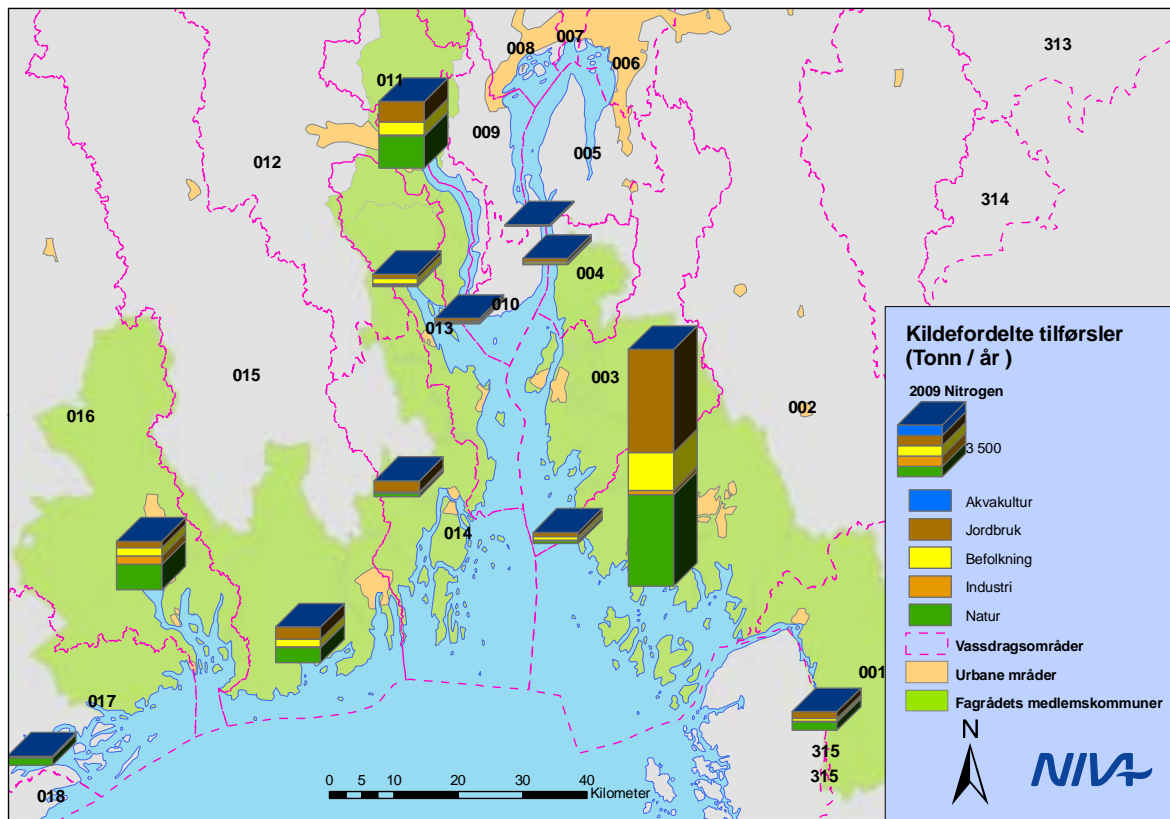 007
008
006
313
011
009
012
005
314
004
010
013
015
003
016
002
014
001
017
315
315
018
0 5 10 20 30 40
Kilometer
Kildefordelte tilførsler
(Tonn / år )
2009 Nitrogen
3 500
Akvakultur
Jordbruk
Befolkning
Industri
Natur
Vassdragsområder
Urbane mråder
Fagrådets medlemskommuner
N
NIVA